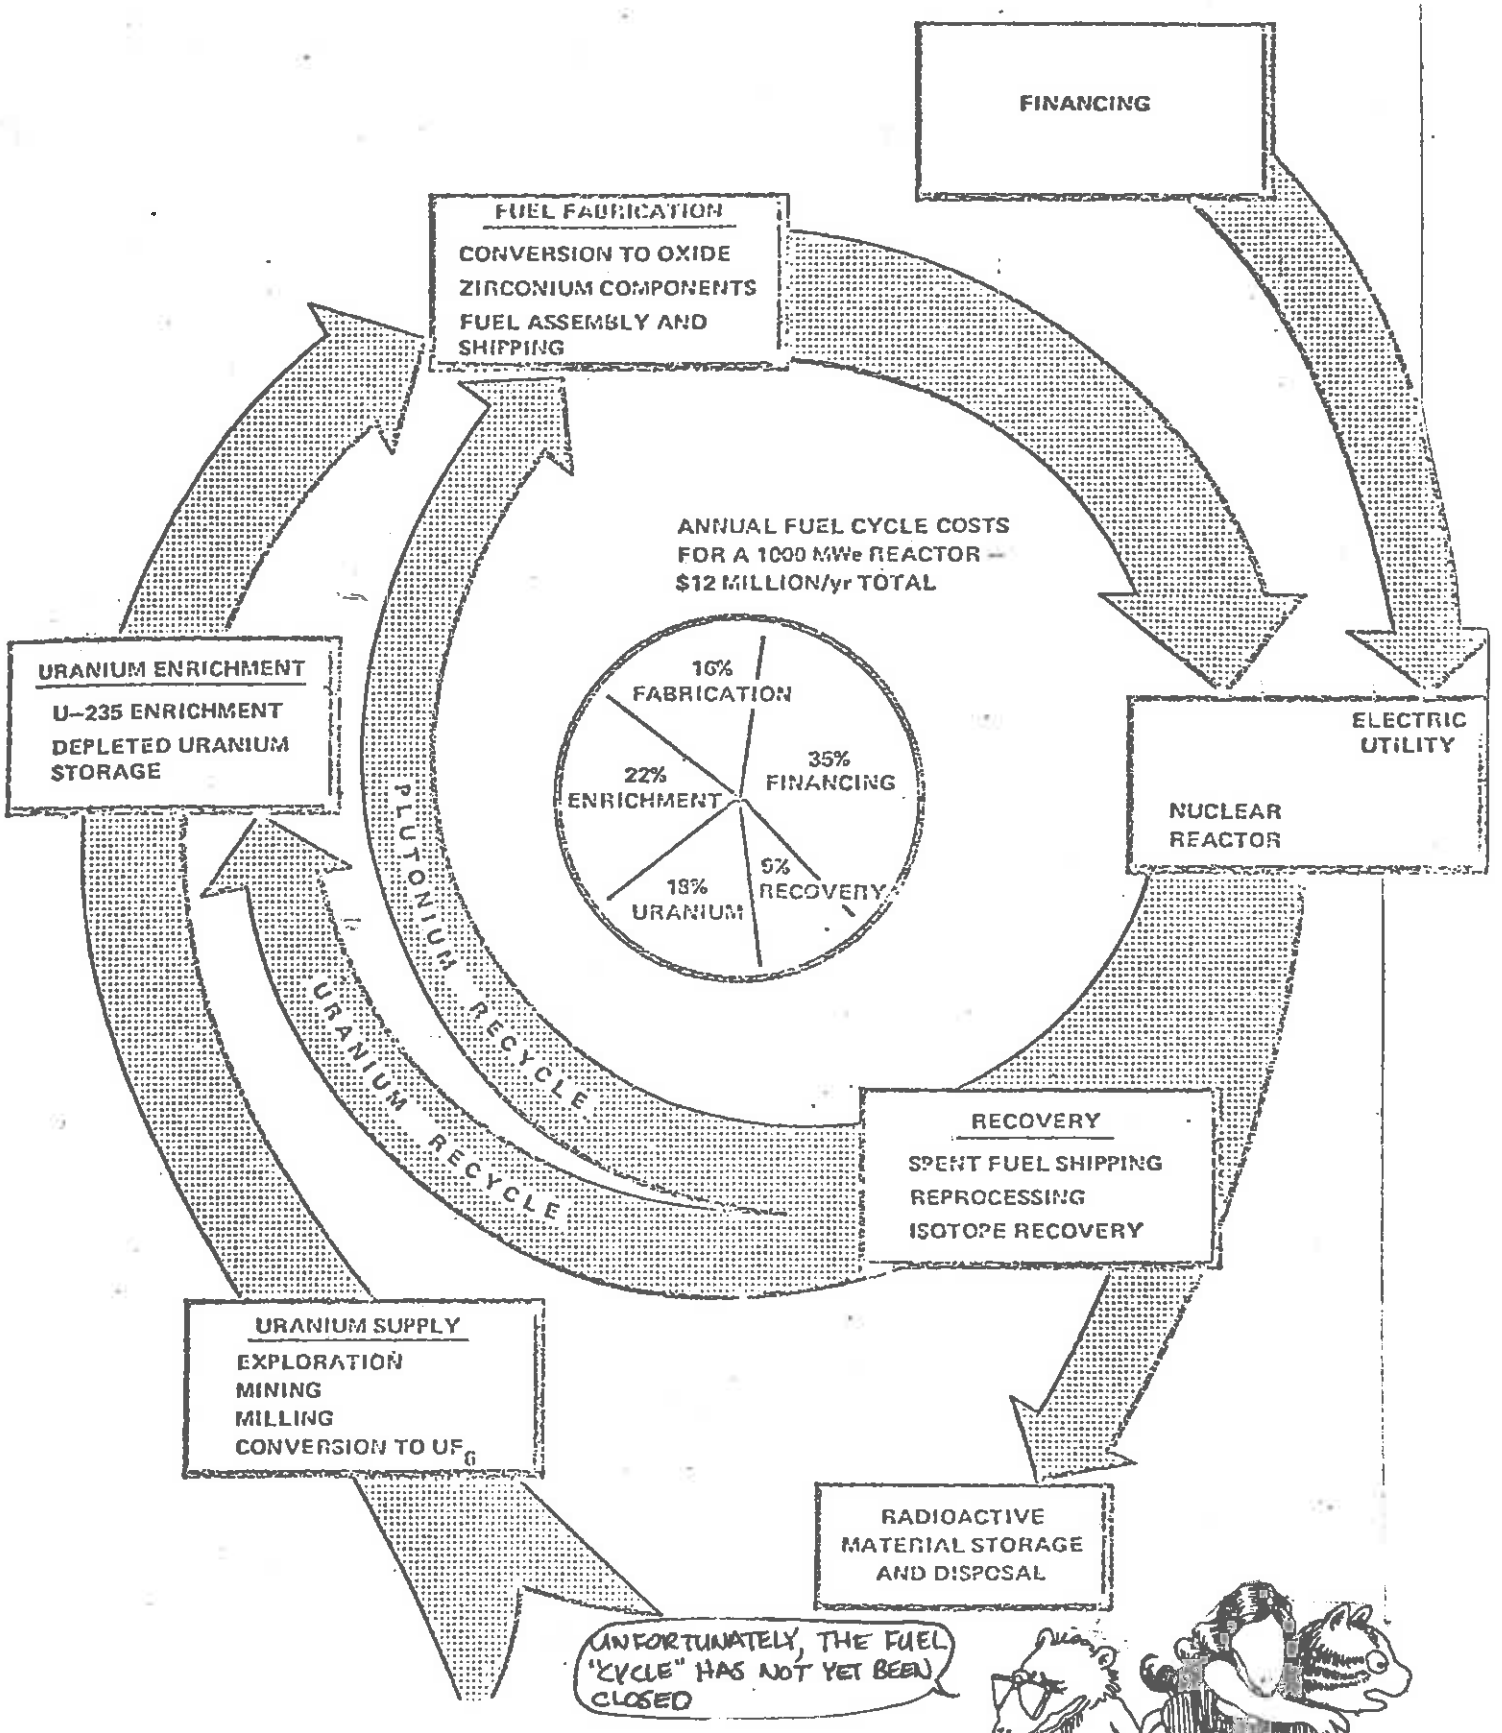 FINANCING
FUEL FABRICATION
CONVERSION TO OXIDE
ZIRCONIUM COMPONENTS
FUEL ASSEMBLY AND
SHIPPING
ANNUAL FUEL CYCLE COSTS
FOR A 1000 MWe REACTOR –
$12 MILLION/yr TOTAL
16%
FABRICATION
35%
FINANCING
22%
ENRICHMENT
18%
URANIUM
9%
RECOVERY
URANIUM ENRICHMENT
U–235 ENRICHMENT
DEPLETED URANIUM
STORAGE
ELECTRIC
UTILITY
NUCLEAR
REACTOR
PLUTONIUM RECYCLE
URANIUM RECYCLE
RECOVERY
SPENT FUEL SHIPPING
REPROCESSING
ISOTOPE RECOVERY
URANIUM SUPPLY
EXPLORATION
MINING
MILLING
CONVERSION TO UF6
RADIOACTIVE
MATERIAL STORAGE
AND DISPOSAL
UNFORTUNATELY, THE FUEL
"CYCLE" HAS NOT YET BEEN
CLOSED